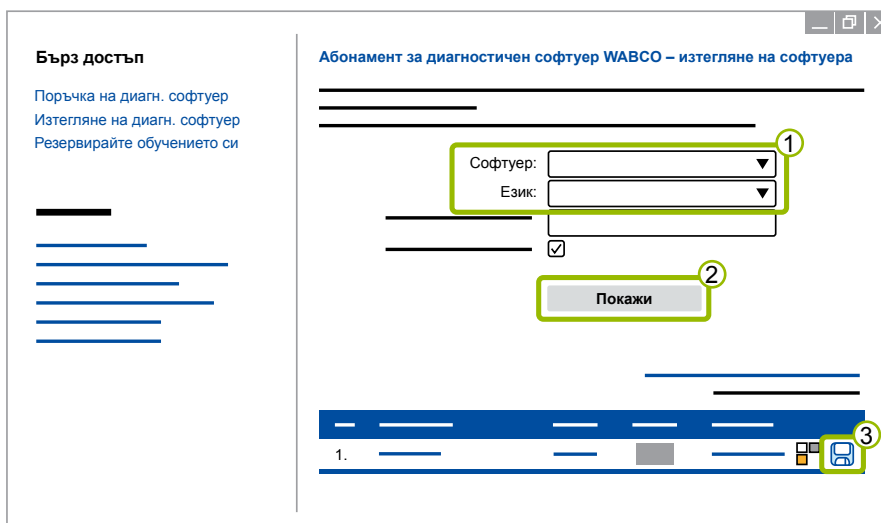 Бърз достъп
Поръчка на диагн. софтуер
Изтегляне на диагн. софтуер
Резервирайте обучението си
Абонамент за диагностичен софтуер WABCO – изтегляне на софтуера
1
Софтуер:
Език:
2
Покажи
3
1.